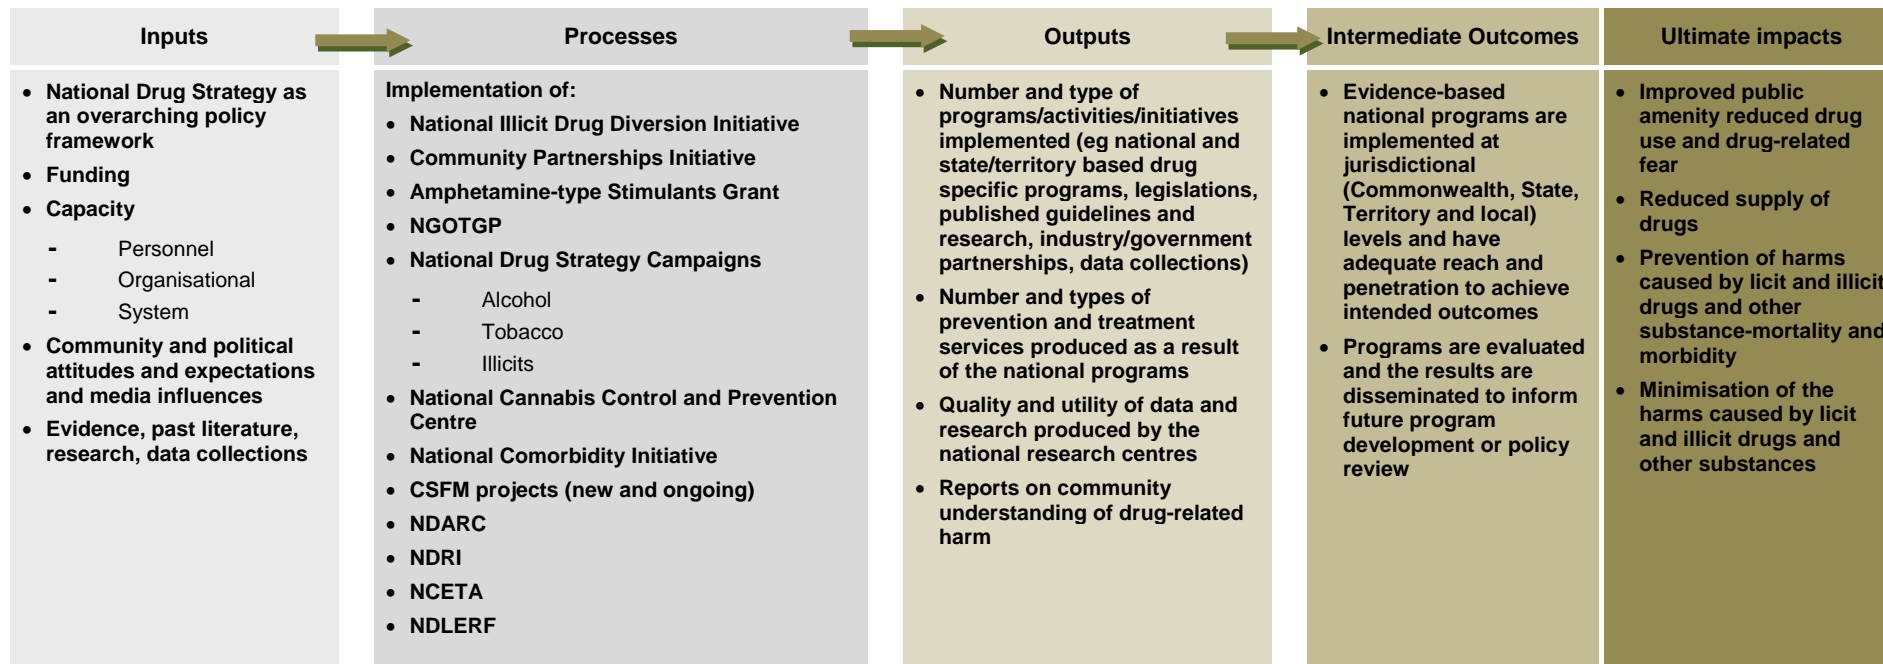 Inputs
Processes
Outputs
Intermediate Outcomes
Ultimate impacts
• National Drug Strategy as
an overarching policy
framework
• Funding
• Capacity
- Personnel
- Organisational
- System
• Community and political
attitudes and expectations
and media influences
• Evidence, past literature,
research, data collections
Implementation of:
• National Illicit Drug Diversion Initiative
• Community Partnerships Initiative
• Amphetamine-type Stimulants Grant
• NGOTGP
• National Drug Strategy Campaigns
- Alcohol
- Tobacco
- Illicits
• National Cannabis Control and Prevention
Centre
• National Comorbidity Initiative
• CSFM projects (new and ongoing)
• NDARC
• NDRI
• NCETA
• NDLERF
• Number and type of
programs/activities/initiatives
implemented (eg national and
state/territory based drug
specific programs, legislations,
published guidelines and
research, industry/government
partnerships, data collections)
• Number and types of
prevention and treatment
services produced as a result
of the national programs
• Quality and utility of data and
research produced by the
national research centres
• Reports on community
understanding of drug-related
harm
• Evidence-based
national programs are
implemented at
jurisdictional
(Commonwealth, State,
Territory and local)
levels and have
adequate reach and
penetration to achieve
intended outcomes
• Programs are evaluated
and the results are
disseminated to inform
future program
development or policy
review
• Improved public
amenity reduced drug
use and drug-related
fear
• Reduced supply of
drugs
• Prevention of harms
caused by licit and illicit
drugs and other
substance-mortality and
morbidity
• Minimisation of the
harms caused by licit
and illicit drugs and
other substances